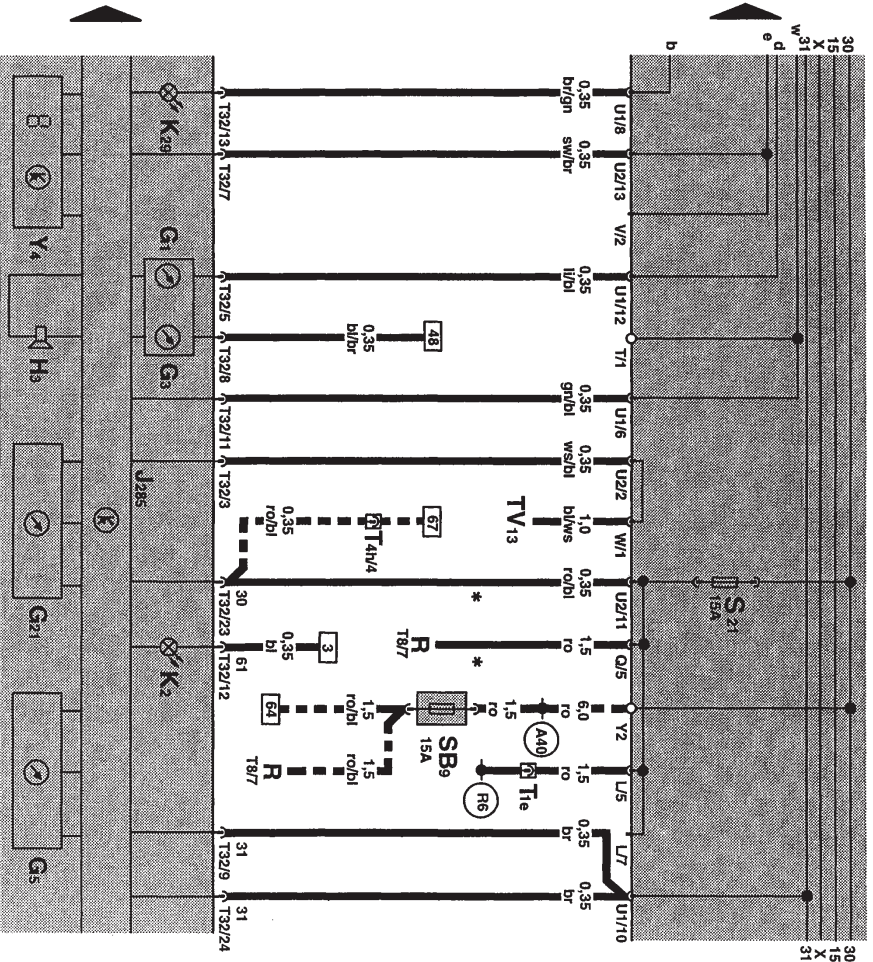 30
15
X
31
w
d
e
b
U1/8
U2/13
V/2
U1/12
T/1
U1/6
U2/2
W/1
U2/11
Q/5
Y2
L/5
L/7
U1/10
31
X
15
30
S21
15A
0,35
br/gn
0,35
sw/br
0,35
li/bl
0,35
gn/bl
0,35
ws/bl
1,0
bl/ws
0,35
ro/bl
1,5
ro
6,0
ro
1,5
ro
0,35
br
0,35
br
TV13
*
*
A40
1,5
ro
T1e
R6
48
0,35
bl/br
67
T4h/4
0,35
ro/bl
R
T8/7
3
0,35
bl
SB9
15A
1,5
ro/bl
64
1,5
ro/bl
R
T8/7
T32/13
T32/7
T32/5
T32/8
T32/11
T32/3
30
T32/23
61
T32/12
31
T32/9
31
T32/24
K29
G1
G3
J285
K2
k
Y4
k
H3
G21
G5